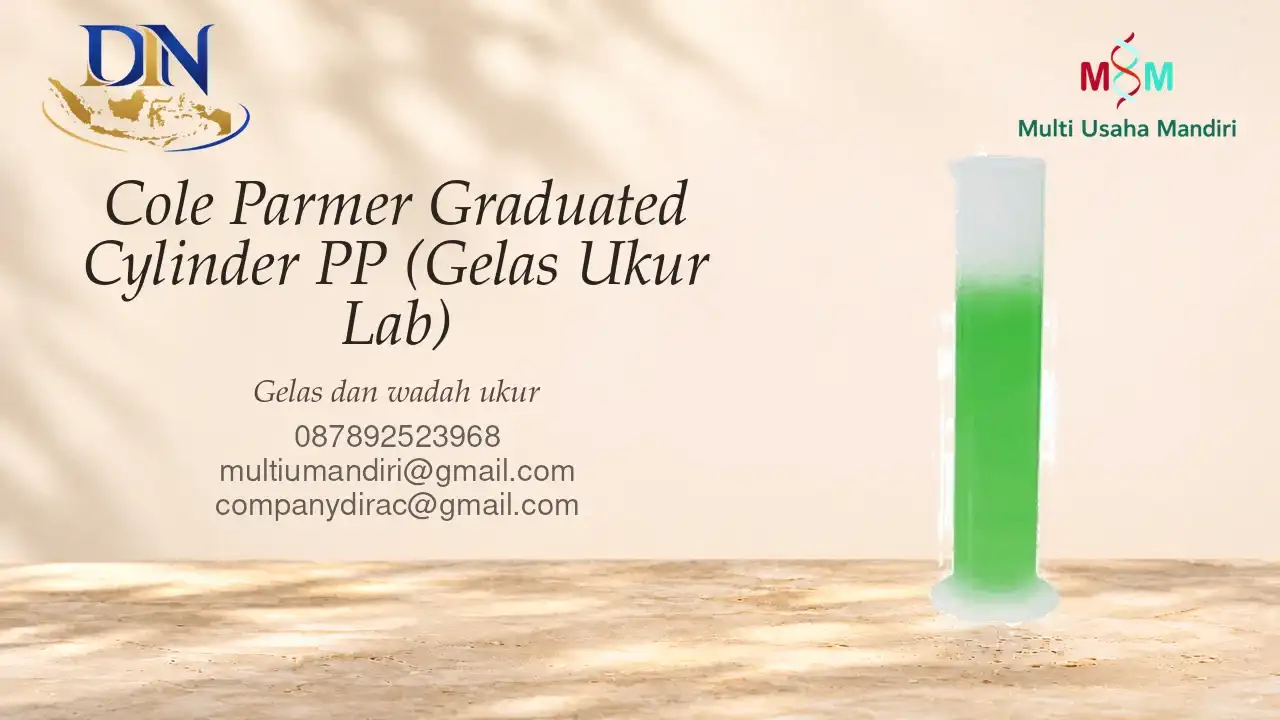 DIN
MSM
Multi Usaha Mandiri
Cole Parmer Graduated
Cylinder PP (Gelas Ukur
Lab)
Gelas dan wadah ukur
087892523968
multiumandiri@gmail.com
companydirac@gmail.com